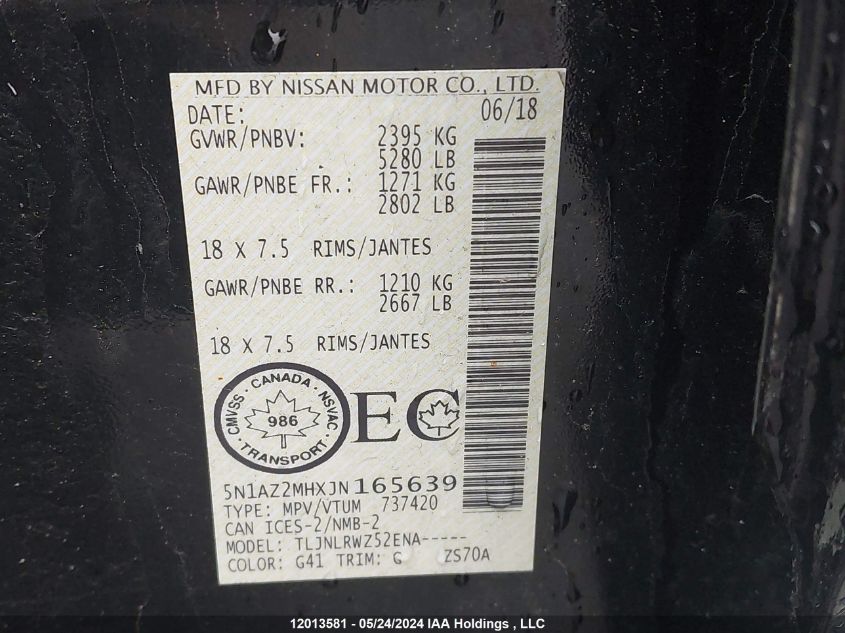 MFD BY NISSAN MOTOR CO., LTD.
DATE: 06/18
GVWR/PNBV: 2395 KG
5280 LB
GAWR/PNBE FR.: 1271 KG
2802 LB
18 X 7.5 RIMS/JANTES
GAWR/PNBE RR.: 1210 KG
2667 LB
18 X 7.5 RIMS/JANTES
CMVSS · CANADA · NSVAC · TRANSPORT ·
986
EC
5N1AZ2MHXJN165639
TYPE: MPV/VTUM 737420
CAN ICES-2/NMB-2
MODEL: TLJNLRWZ52ENA-----
COLOR: G41 TRIM: G ZS70A
12013581 - 05/24/2024 IAA Holdings , LLC